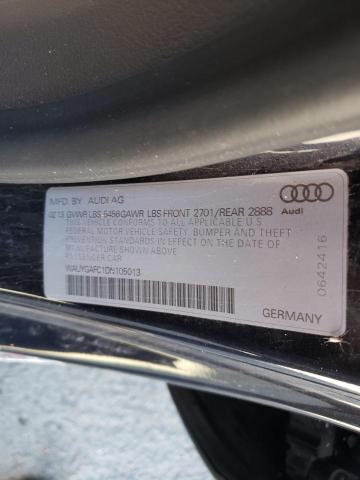 MFD. BY AUDI AG
02.13 GVWR LBS 5456GAWR LBS FRONT 2701/REAR 2888
THIS VEHICLE CONFORMS TO ALL APPLICABLE U.S.
FEDERAL MOTOR VEHICLE SAFETY, BUMPER AND THEFT
PREVENTION STANDARDS IN EFFECT ON THE DATE OF
MANUFACTURE SHOWN ABOVE
PASSENGER CAR
WAUYGAFC1DN105013
Audi
0642416
GERMANY